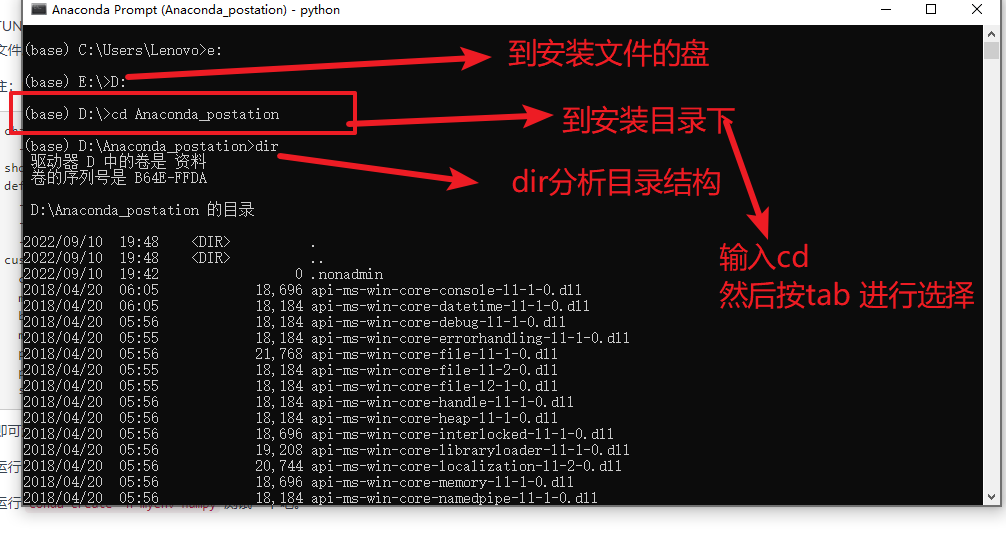 Anaconda Prompt (Anaconda_postation) - python
(base) C:\Users\Lenovo>e:
到安装文件的盘
(base) E:\>D:
(base) D:\>cd Anaconda_postation
到安装目录下
(base) D:\Anaconda_postation>dir
驱动器 D 中的卷是 资料
卷的序列号是 B64E-FFDA
dir分析目录结构
D:\Anaconda_postation 的目录
2022/09/10 19:48 <DIR> .
2022/09/10 19:48 <DIR> ..
2022/09/10 19:42 0 .nonadmin
输入cd
然后按tab 进行选择
2018/04/20 06:05 18,696 api-ms-win-core-console-l1-1-0.dll
2018/04/20 06:05 18,184 api-ms-win-core-datetime-l1-1-0.dll
2018/04/20 05:56 18,184 api-ms-win-core-debug-l1-1-0.dll
2018/04/20 05:55 18,184 api-ms-win-core-errorhandling-l1-1-0.dll
2018/04/20 05:56 21,768 api-ms-win-core-file-l1-1-0.dll
2018/04/20 05:55 18,184 api-ms-win-core-file-l1-2-0.dll
2018/04/20 05:55 18,184 api-ms-win-core-file-l2-1-0.dll
2018/04/20 05:56 18,184 api-ms-win-core-handle-l1-1-0.dll
2018/04/20 05:56 18,184 api-ms-win-core-heap-l1-1-0.dll
2018/04/20 05:56 18,696 api-ms-win-core-interlocked-l1-1-0.dll
2018/04/20 05:56 19,208 api-ms-win-core-libraryloader-l1-1-0.dll
2018/04/20 05:56 20,744 api-ms-win-core-localization-l1-2-0.dll
2018/04/20 05:56 18,696 api-ms-win-core-memory-l1-1-0.dll
2018/04/20 05:56 18,184 api-ms-win-core-namedpipe-l1-1-0.dll